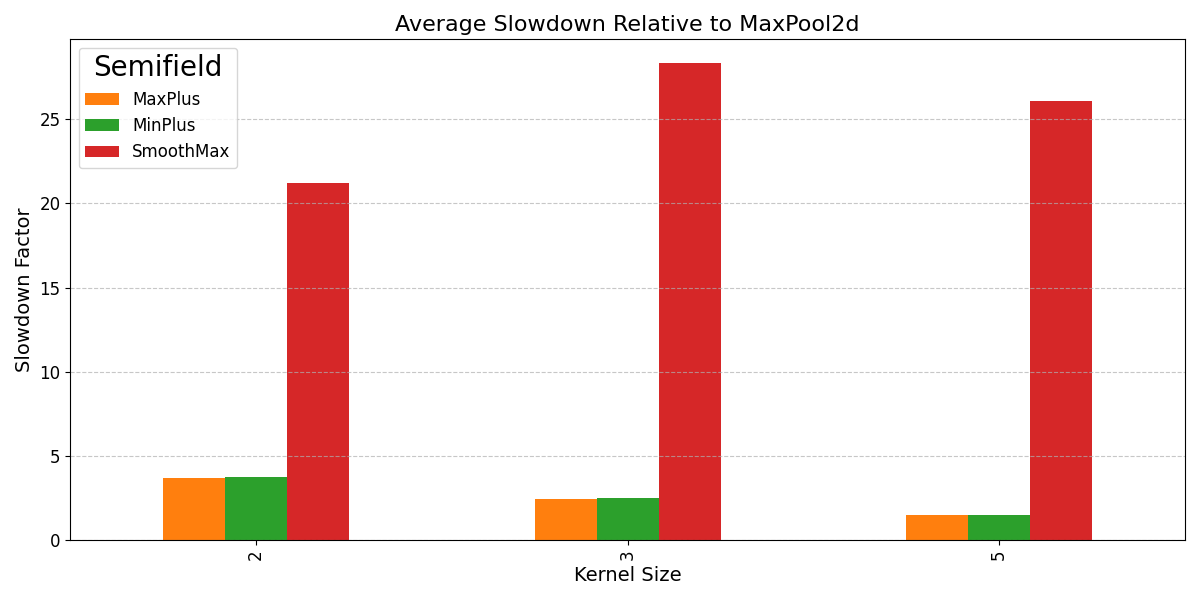 Average Slowdown Relative to MaxPool2d
Semifield
MaxPlus
MinPlus
SmoothMax
Slowdown Factor
25
20
15
10
5
0
2
3
5
Kernel Size